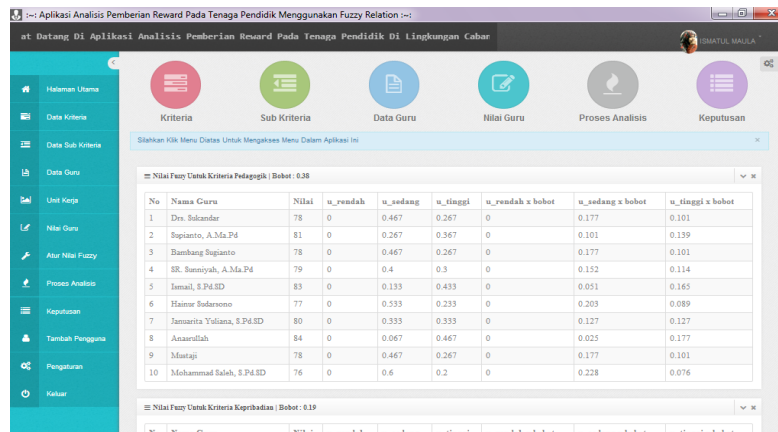 :~: Aplikasi Analisis Pemberian Reward Pada Tenaga Pendidik Menggunakan Fuzzy Relation :~:
at Datang Di Aplikasi Analisis Pemberian Reward Pada Tenaga Pendidik Di Lingkungan Cabar
ISMATUL MAULA
Halaman Utama
Data Kriteria
Data Sub Kriteria
Data Guru
Unit Kerja
Nilai Guru
Atur Nilai Fuzzy
Proses Analisis
Keputusan
Tambah Pengguna
Pengaturan
Keluar
Kriteria Sub Kriteria Data Guru Nilai Guru Proses Analisis Keputusan
Silahkan Klik Menu Diatas Untuk Mengakses Menu Dalam Aplikasi Ini
Nilai Fuzy Untuk Kriteria Pedagogik | Bobot : 0.38
No Nama Guru Nilai u_rendah u_sedang u_tinggi u_rendah x bobot u_sedang x bobot u_tinggi x bobot
1 Drs. Sukandar 78 0 0.467 0.267 0 0.177 0.101
2 Supianto, A.Ma.Pd 81 0 0.267 0.367 0 0.101 0.139
3 Bambang Sugianto 78 0 0.467 0.267 0 0.177 0.101
4 SR. Sunniyah, A.Ma.Pd 79 0 0.4 0.3 0 0.152 0.114
5 Ismail, S.Pd.SD 83 0 0.133 0.433 0 0.051 0.165
6 Hainur Sudarsono 77 0 0.533 0.233 0 0.203 0.089
7 Januarita Yuliana, S.Pd.SD 80 0 0.333 0.333 0 0.127 0.127
8 Anasrullah 84 0 0.067 0.467 0 0.025 0.177
9 Mustaji 78 0 0.467 0.267 0 0.177 0.101
10 Mohammad Saleh, S.Pd.SD 76 0 0.6 0.2 0 0.228 0.076
Nilai Fuzy Untuk Kriteria Kepribadian | Bobot : 0.19